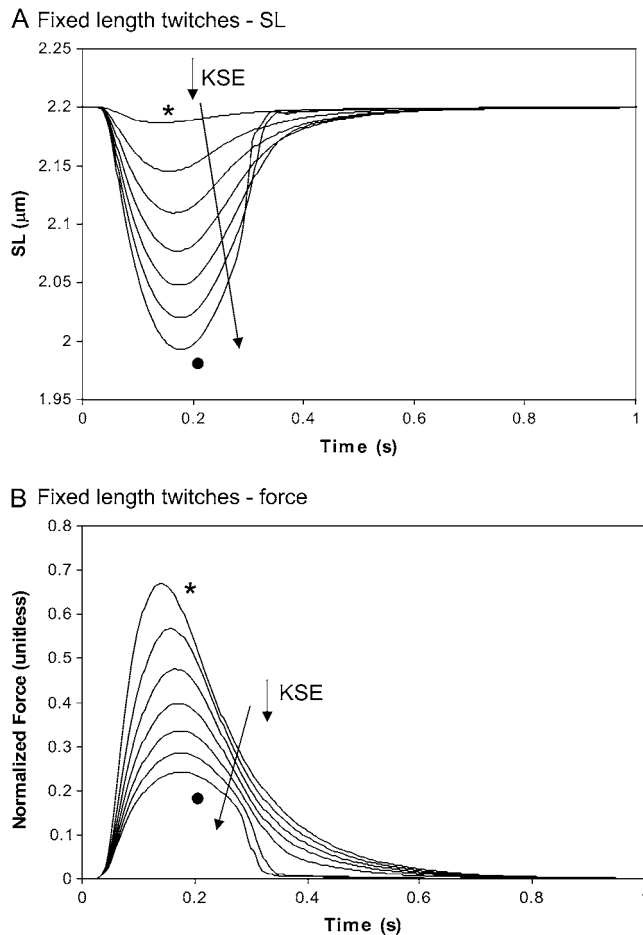 A Fixed length twitches - SL
↓ KSE
*
2.2
2.15
2.1
2.05
2
1.95
SL (μm)
0 0.2 0.4 0.6 0.8 1
Time (s)
B Fixed length twitches - force
0.8
0.7
0.6
0.5
0.4
0.3
0.2
0.1
0
*
↓ KSE
Normalized Force (unitless)
0 0.2 0.4 0.6 0.8 1
Time (s)